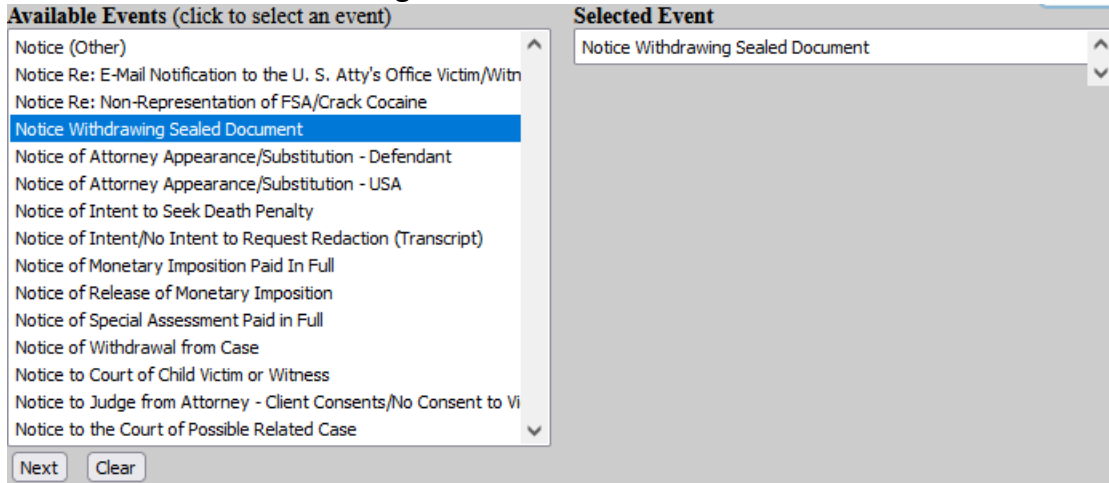 Available Events (click to select an event)
Notice (Other)
Notice Re: E-Mail Notification to the U. S. Atty's Office Victim/Witn
Notice Re: Non-Representation of FSA/Crack Cocaine
Notice Withdrawing Sealed Document
Notice of Attorney Appearance/Substitution - Defendant
Notice of Attorney Appearance/Substitution - USA
Notice of Intent to Seek Death Penalty
Notice of Intent/No Intent to Request Redaction (Transcript)
Notice of Monetary Imposition Paid In Full
Notice of Release of Monetary Imposition
Notice of Special Assessment Paid in Full
Notice of Withdrawal from Case
Notice to Court of Child Victim or Witness
Notice to Judge from Attorney - Client Consents/No Consent to Vi
Notice to the Court of Possible Related Case
Next Clear
Selected Event
Notice Withdrawing Sealed Document